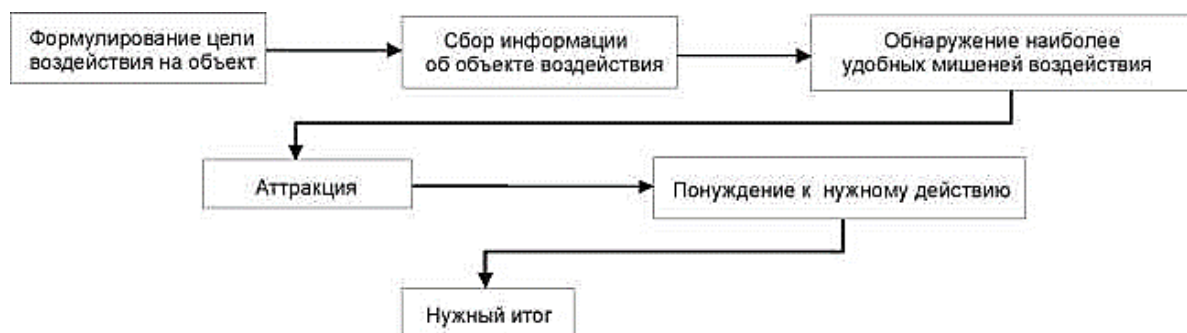 Формулирование цели
воздействия на объект
Сбор информации
об объекте воздействия
Обнаружение наиболее
удобных мишеней воздействия
Аттракция
Понуждение к нужному действию
Нужный итог